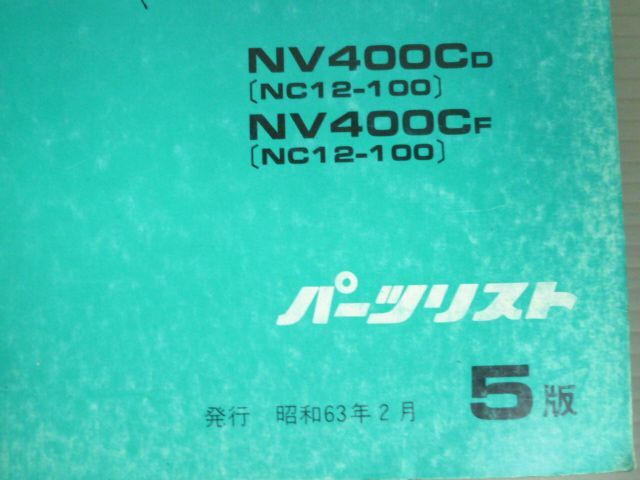 NV400CD
〔NC12-100〕
NV400CF
〔NC12-100〕
パーツリスト
5版
発行 昭和63年2月